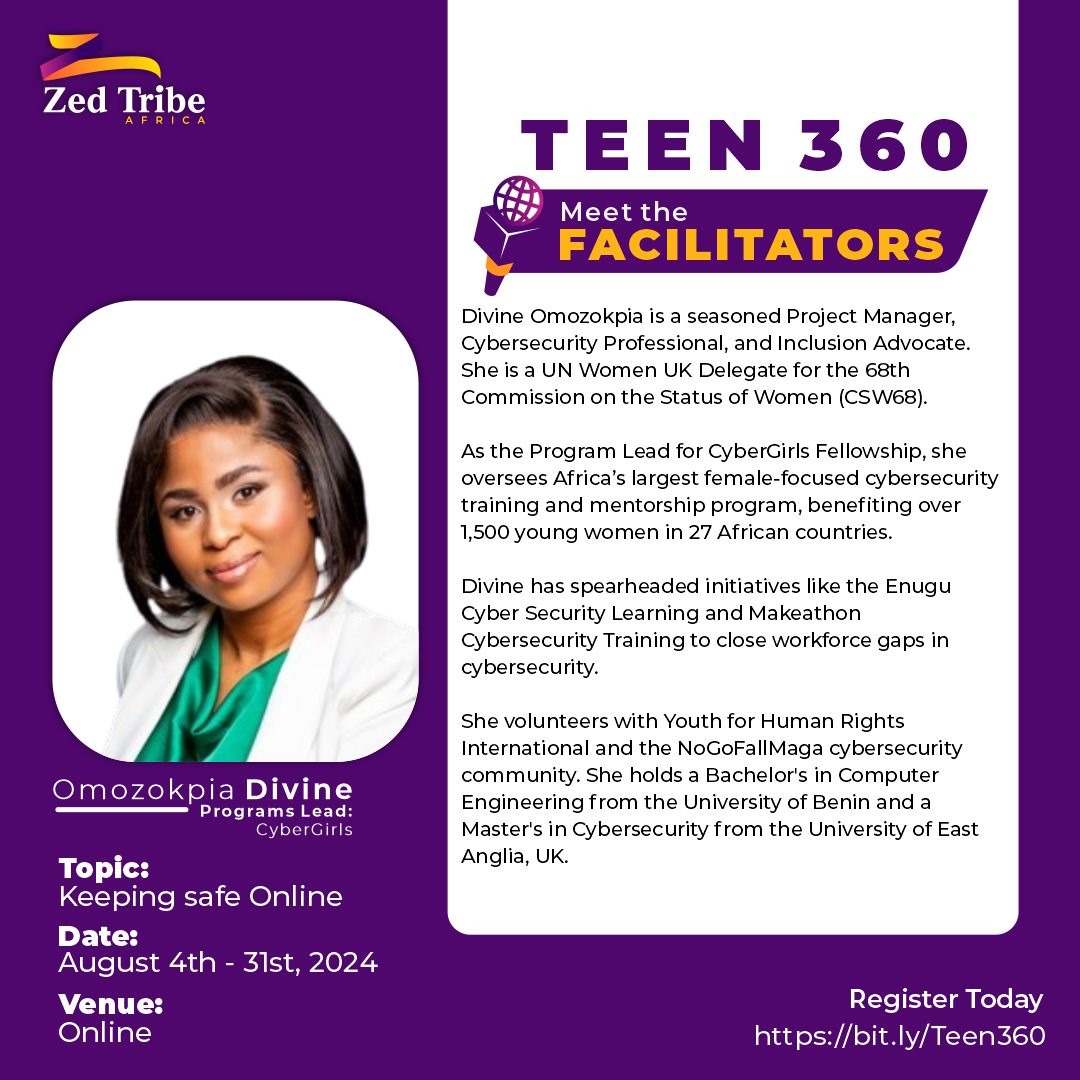 Zed Tribe
AFRICA
TEEN 360
Meet the
FACILITATORS
Divine Omozokpia is a seasoned Project Manager,
Cybersecurity Professional, and Inclusion Advocate.
She is a UN Women UK Delegate for the 68th
Commission on the Status of Women (CSW68).
As the Program Lead for CyberGirls Fellowship, she
oversees Africa’s largest female-focused cybersecurity
training and mentorship program, benefiting over
1,500 young women in 27 African countries.
Divine has spearheaded initiatives like the Enugu
Cyber Security Learning and Makeathon
Cybersecurity Training to close workforce gaps in
cybersecurity.
She volunteers with Youth for Human Rights
International and the NoGoFallMaga cybersecurity
community. She holds a Bachelor's in Computer
Engineering from the University of Benin and a
Master's in Cybersecurity from the University of East
Anglia, UK.
Omozokpia Divine
Programs Lead:
CyberGirls
Topic:
Keeping safe Online
Date:
August 4th - 31st, 2024
Venue:
Online
Register Today
https://bit.ly/Teen360